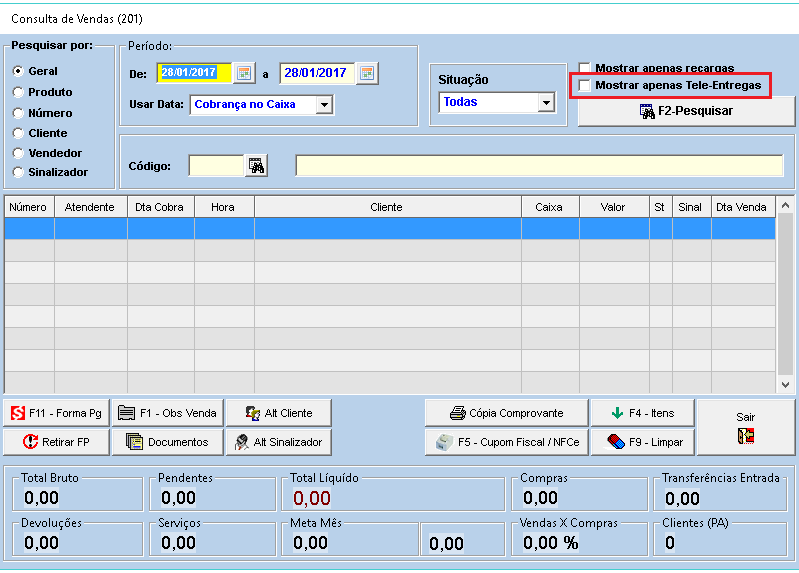 Consulta de Vendas (201)
Pesquisar por:
Geral
Produto
Número
Cliente
Vendedor
Sinalizador
Período:
De: 28/01/2017 a 28/01/2017
Usar Data: Cobrança no Caixa
Situação
Todas
Mostrar apenas recargas
Mostrar apenas Tele-Entregas
F2-Pesquisar
Código:
Número Atendente Dta Cobra Hora Cliente Caixa Valor St Sinal Dta Venda
F11 - Forma Pg F1 - Obs Venda Alt Cliente Cópia Comprovante F4 - Itens Sair
Retirar FP Documentos Alt Sinalizador F5 - Cupom Fiscal / NFCe F9 - Limpar
Total Bruto Pendentes Total Líquído Compras Transferências Entrada
0,00 0,00 0,00 0,00 0,00
Devoluções Serviços Meta Mês Vendas X Compras Clientes (PA)
0,00 0,00 0,00 0,00 0,00 % 0